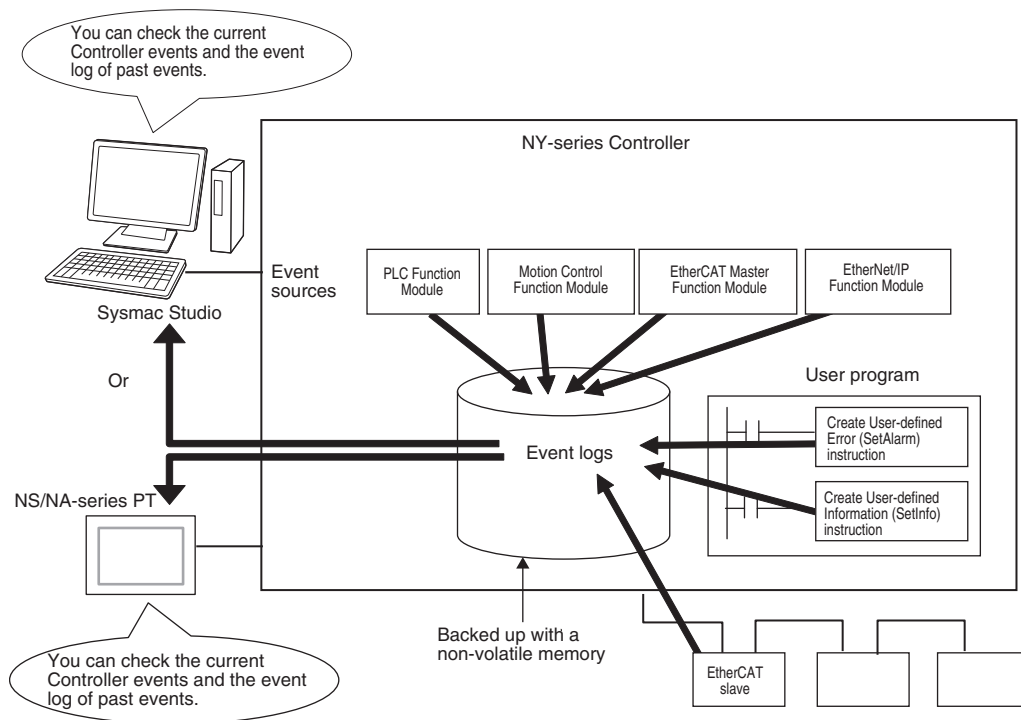 You can check the current
Controller events and the event
log of past events.
NY-series Controller
Event
sources
PLC Function
Module
Motion Control
Function Module
EtherCAT Master
Function Module
EtherNet/IP
Function Module
Sysmac Studio
Or
User program
Event logs
Create User-defined
Error (SetAlarm)
instruction
Create User-defined
Information (SetInfo)
instruction
NS/NA-series PT
Backed up with a
non-volatile memory
EtherCAT
slave
You can check the current
Controller events and the event
log of past events.